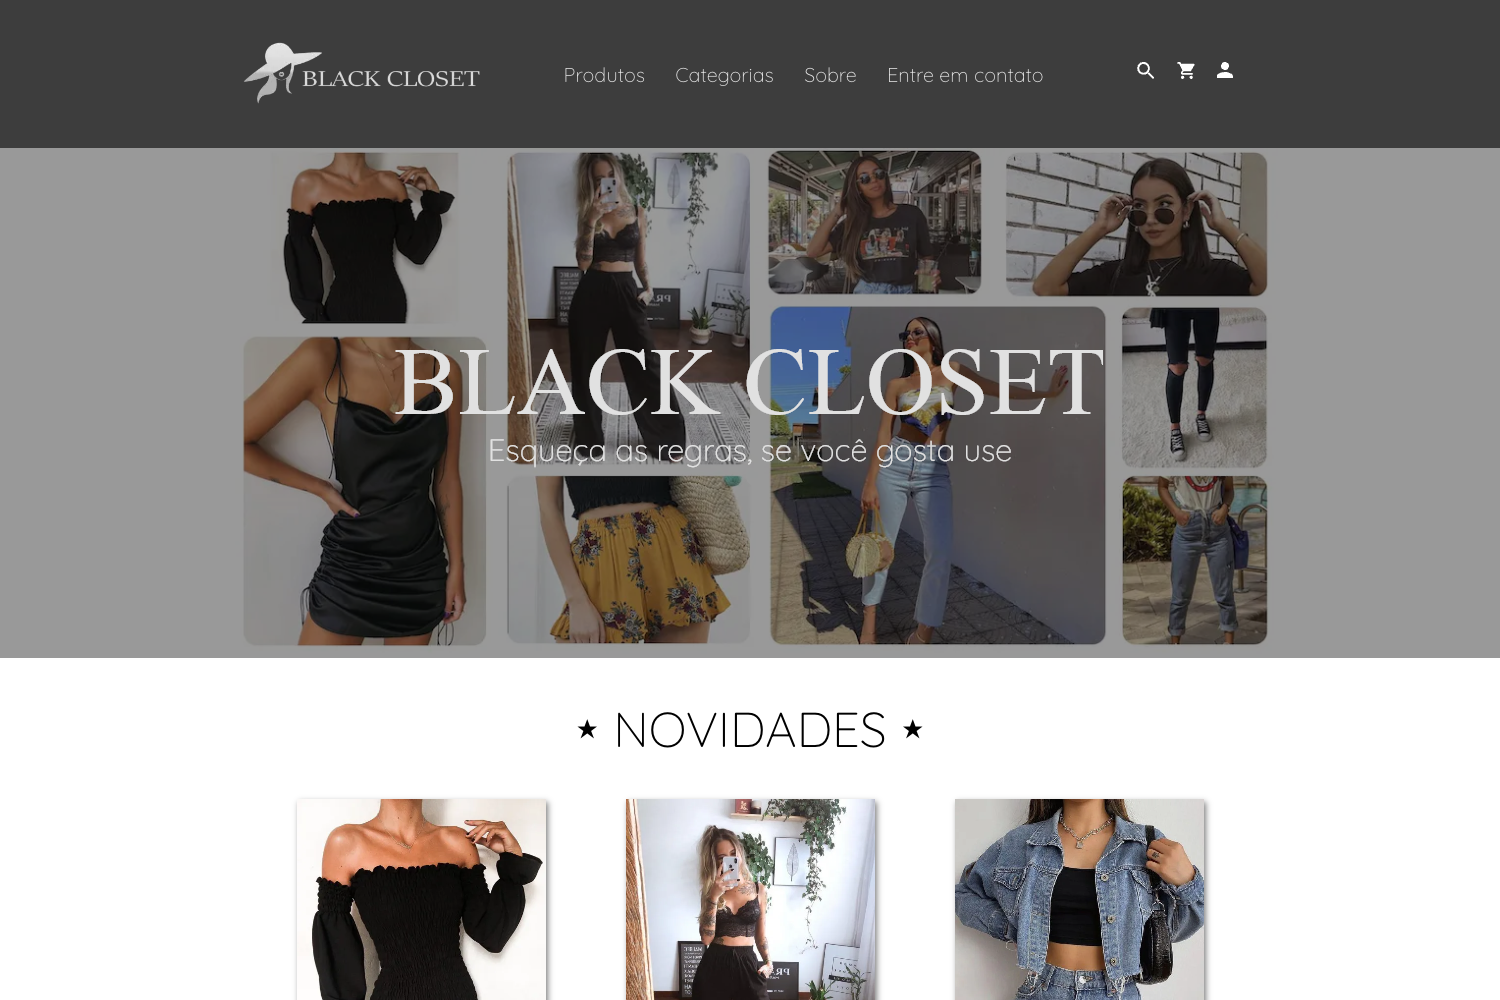 BLACK CLOSET
Produtos Categorias Sobre Entre em contato
BLACK CLOSET
Esqueça as regras, se você gosta use
★ NOVIDADES ★